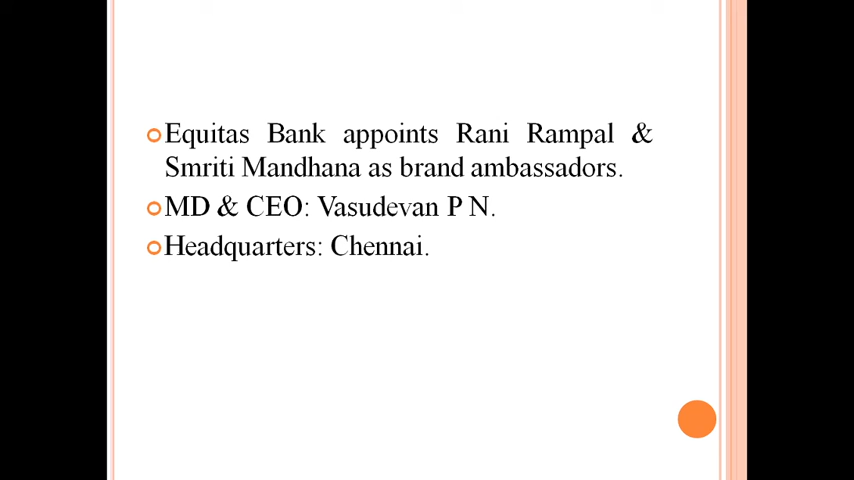 Equitas Bank appoints Rani Rampal &
Smriti Mandhana as brand ambassadors.
MD & CEO: Vasudevan P N.
Headquarters: Chennai.